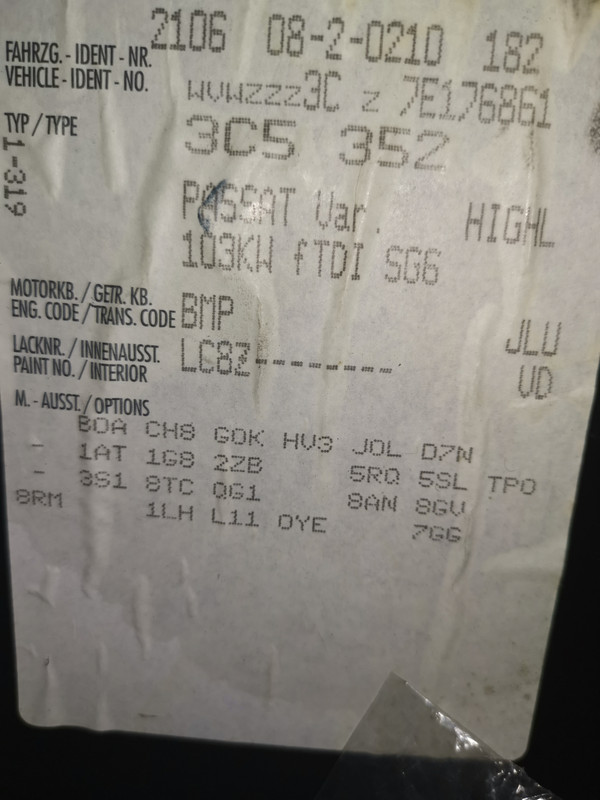 2106 08-2-0210 182
FAHRZG. - IDENT - NR.
VEHICLE - IDENT - NO.
WVWZZZ3C Z 7E176861
TYP / TYPE
3C5 352
1-319
PASSAT Var. HIGHL
103KW fTDI SG6
MOTORKB. / GETR. KB.
ENG. CODE / TRANS. CODE
BMP JLU
LACKNR. / INNENAUSST.
PAINT NO. / INTERIOR
LC8Z-------- UD
M. - AUSST. / OPTIONS
BOA CH8 GOK HV3 JOL D7N
- 1AT 1G8 2ZB 5RQ 5SL TPO
- 3S1 8TC QG1 8AN 8GV
8RM 1LH L11 OYE 7GG